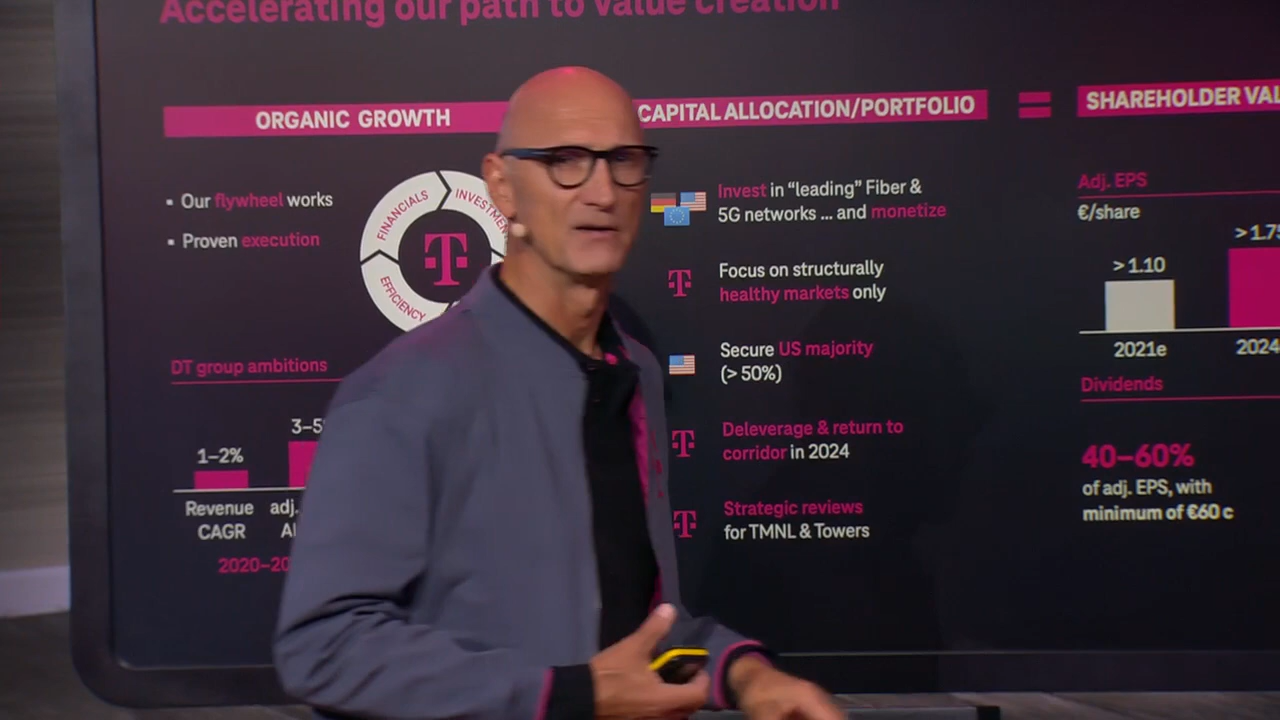 Accelerating our path to value creation
ORGANIC GROWTH
▪ Our flywheel works
▪ Proven execution
FINANCIALS
EFFICIENCY
T
DT group ambitions
1–2%
Revenue
CAGR
adj.
CAPITAL ALLOCATION/PORTFOLIO
Invest in “leading” Fiber &
5G networks ... and monetize
T
Focus on structurally
healthy markets only
Secure US majority
(> 50%)
T
Deleverage & return to
corridor in 2024
T
Strategic reviews
for TMNL & Towers
=
SHAREHOLDER
Adj. EPS
€/share
>1.10
2021e
2024
Dividends
40–60%
of adj. EPS, with
minimum of €60 c